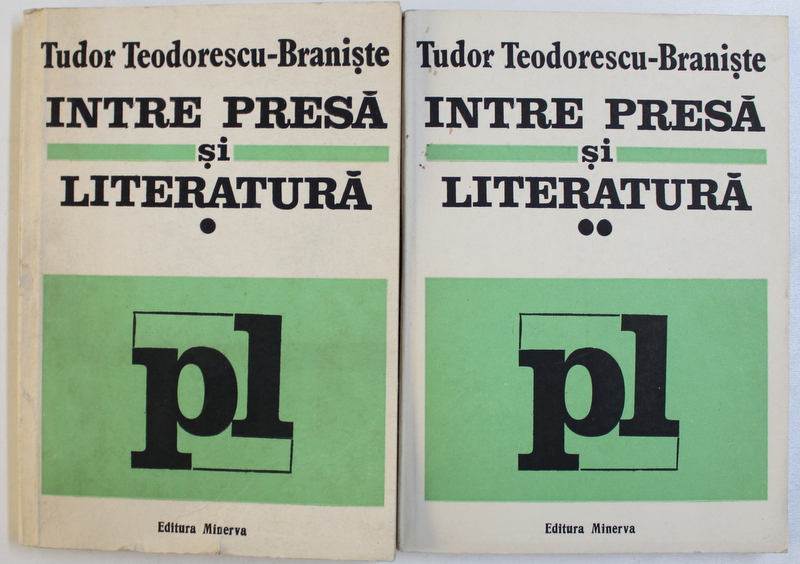 Tudor Teodorescu-Braniște
INTRE PRESĂ
și
LITERATURĂ
●
pl
Editura Minerva
Tudor Teodorescu-Braniște
INTRE PRESĂ
și
LITERATURĂ
●●
pl
Editura Minerva